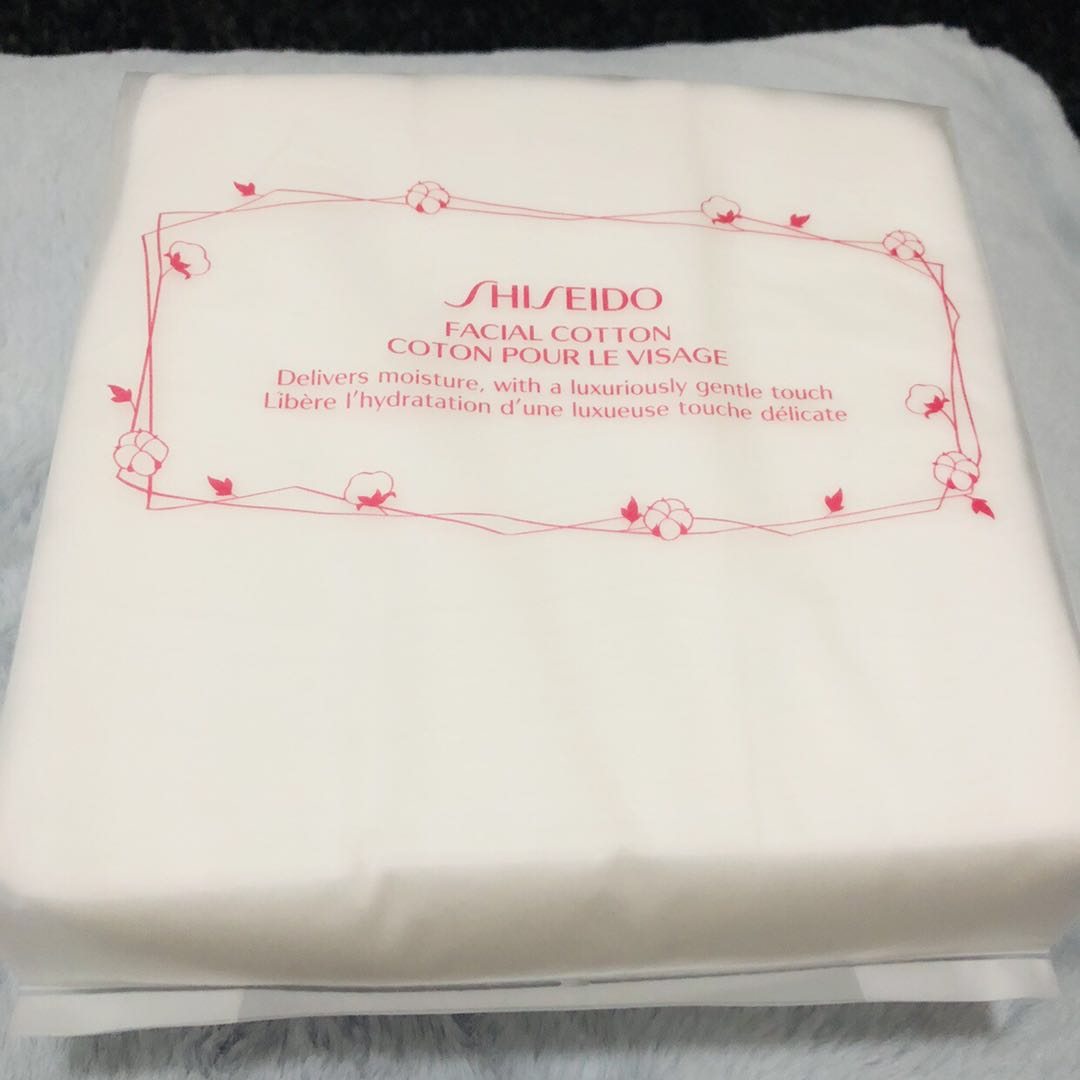 SHISEIDO
FACIAL COTTON
COTON POUR LE VISAGE
Delivers moisture, with a luxuriously gentle touch
Libère l'hydratation d'une luxueuse touche délicate